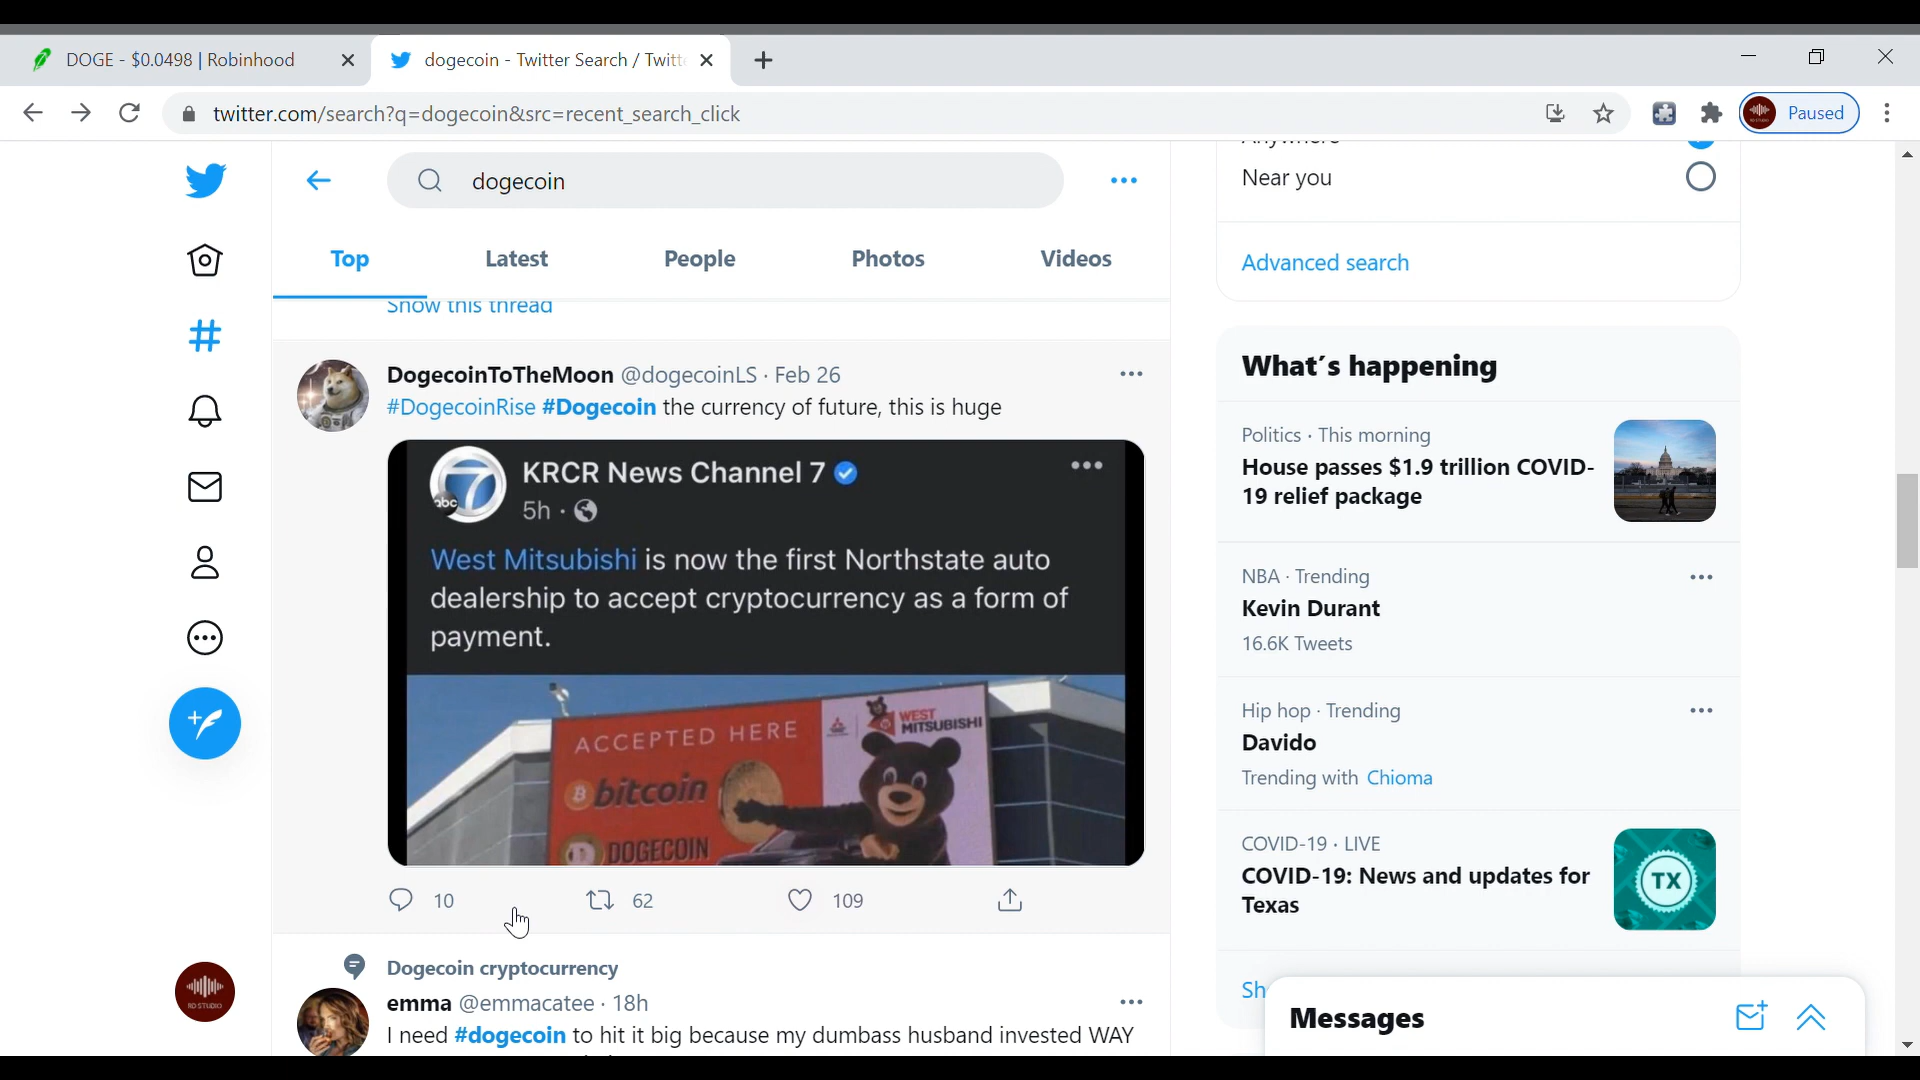 DOGE - $0.0498 | Robinhood
dogecoin - Twitter Search / Twitt
twitter.com/search?q=dogecoin&src=recent_search_click
Paused
dogecoin
Top
Latest
People
Photos
Videos
Show this thread
DogecoinToTheMoon @dogecoinLS · Feb 26
#DogecoinRise #Dogecoin the currency of future, this is huge
abc 7
KRCR News Channel 7
5h ·
West Mitsubishi is now the first Northstate auto
dealership to accept cryptocurrency as a form of
payment.
ACCEPTED HERE
bitcoin
DOGECOIN
WEST
MITSUBISHI
10
62
109
Dogecoin cryptocurrency
emma @emmacatee · 18h
I need #dogecoin to hit it big because my dumbass husband invested WAY
RD STUDIO
Anywhere
Near you
Advanced search
What's happening
Politics · This morning
House passes $1.9 trillion COVID-
19 relief package
NBA · Trending
Kevin Durant
16.6K Tweets
Hip hop · Trending
Davido
Trending with Chioma
COVID-19 · LIVE
COVID-19: News and updates for
Texas
TX
Sh
Messages